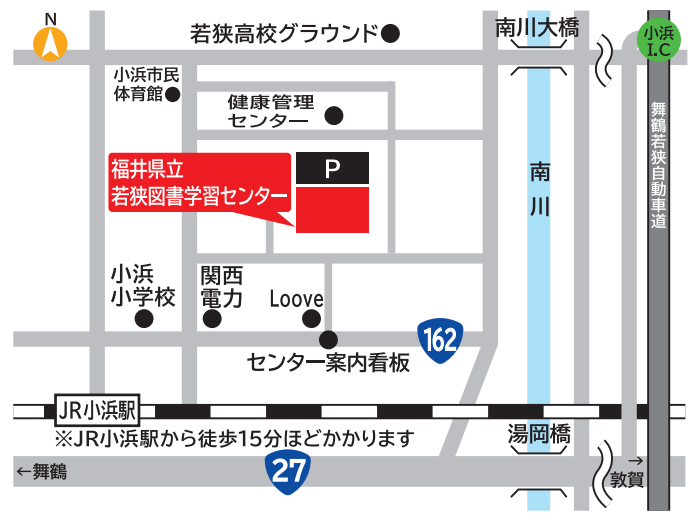 N
若狭高校グラウンド
南川大橋
小浜
I.C
小浜市民
体育館
健康管理
センター
舞鶴若狭自動車道
福井県立
若狭図書学習センター
P
南川
小浜
小学校
関西
電力
Loove
162
センター案内看板
JR小浜駅
※JR小浜駅から徒歩15分ほどかかります
湯岡橋
←舞鶴
27
→
敦賀